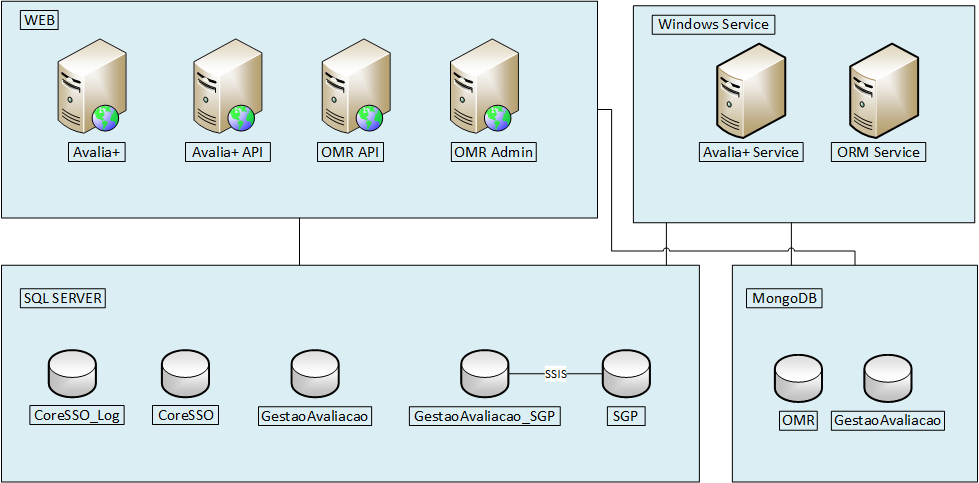 WEB
Avalia+
Avalia+ API
OMR API
OMR Admin
Windows Service
Avalia+ Service
ORM Service
SQL SERVER
CoreSSO_Log
CoreSSO
GestaoAvaliacao
GestaoAvaliacao_SGP
SSIS
SGP
MongoDB
OMR
GestaoAvaliacao